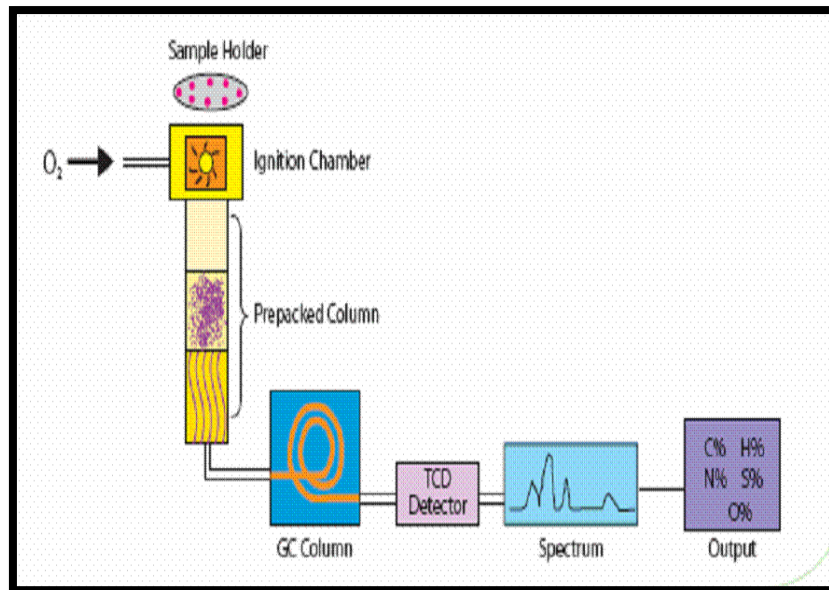 Sample Holder
O₂
Ignition Chamber
Prepacked Column
GC Column
TCD
Detector
Spectrum
C% H%
N% S%
O%
Output